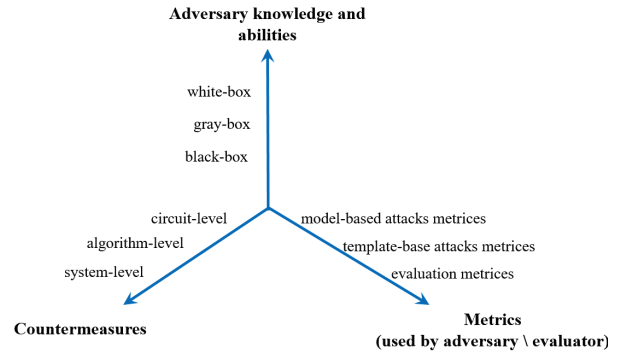 Adversary knowledge and
abilities
white-box
gray-box
black-box
circuit-level
algorithm-level
system-level
Countermeasures
model-based attacks metrices
template-base attacks metrices
evaluation metrices
Metrics
(used by adversary \ evaluator)